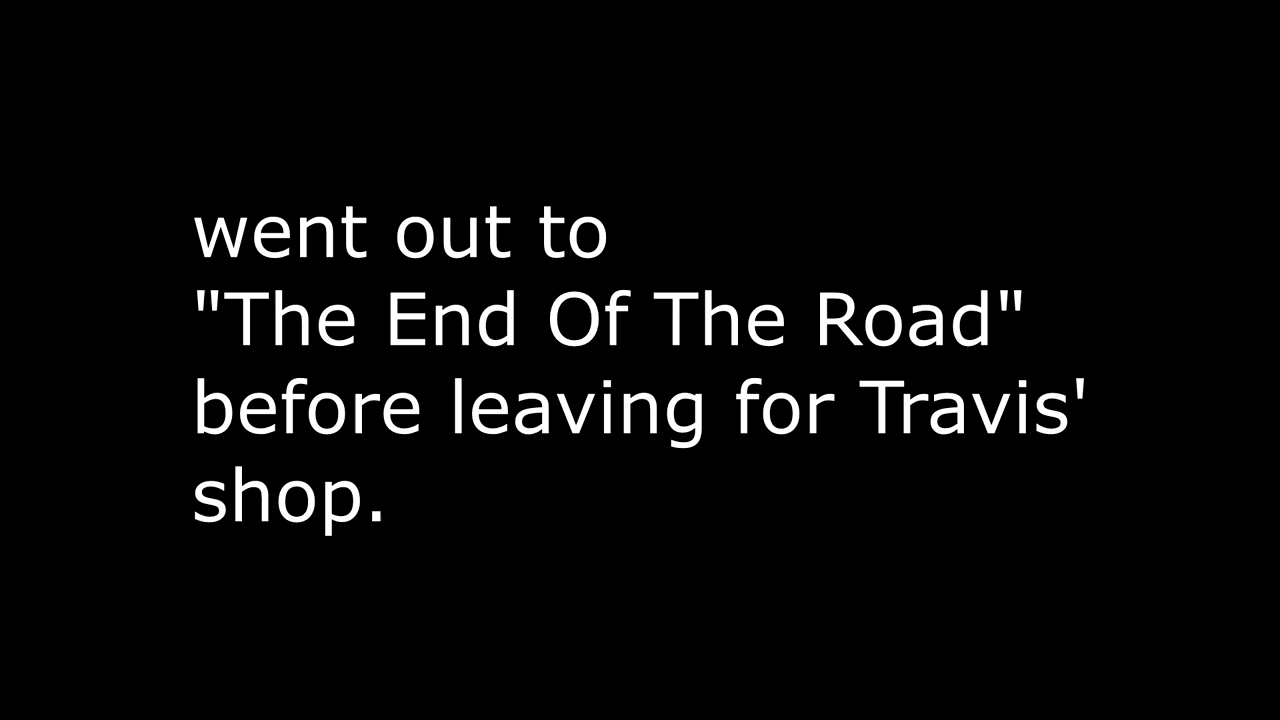 went out to
"The End Of The Road"
before leaving for Travis'
shop.